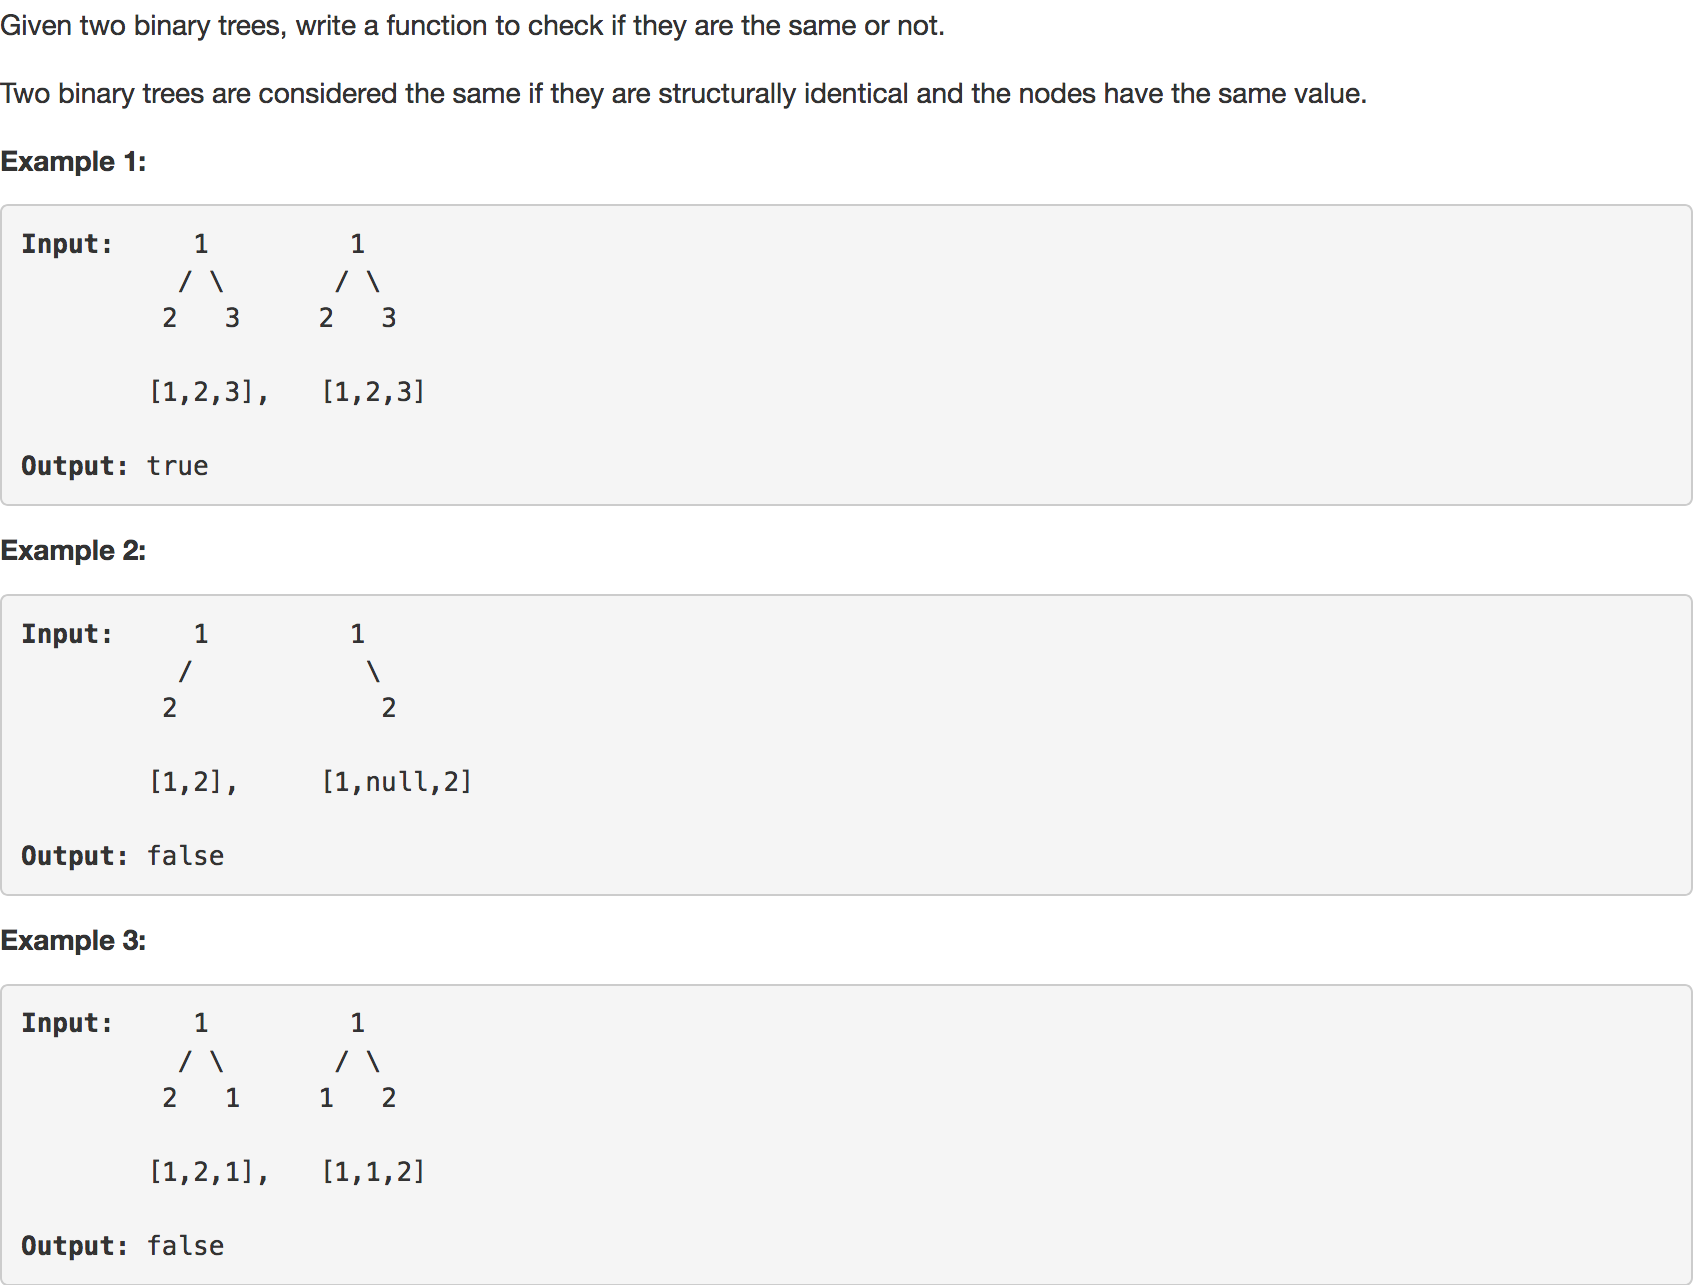 Given two binary trees, write a function to check if they are the same or not.
Two binary trees are considered the same if they are structurally identical and the nodes have the same value.
Example 1:
Input:     1         1
          / \       / \
         2   3     2   3
        [1,2,3],   [1,2,3]
Output: true
Example 2:
Input:     1         1
          /           \
         2             2
        [1,2],     [1,null,2]
Output: false
Example 3:
Input:     1         1
          / \       / \
         2   1     1   2
        [1,2,1],   [1,1,2]
Output: false